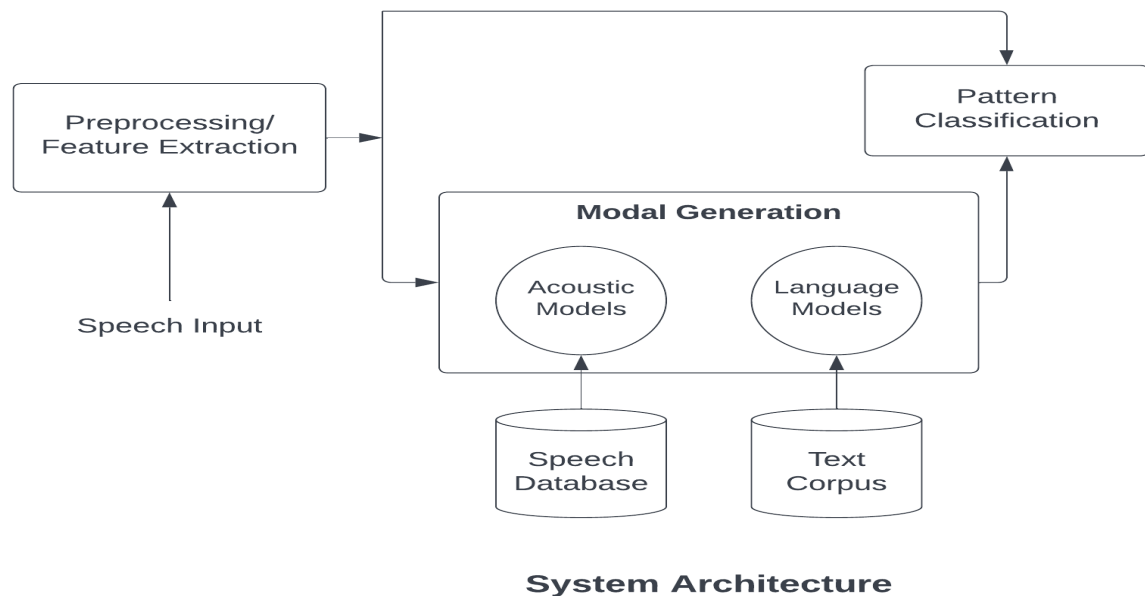 Preprocessing/
Feature Extraction
Pattern
Classification
Modal Generation
Acoustic
Models
Language
Models
Speech Input
Speech
Database
Text
Corpus
System Architecture